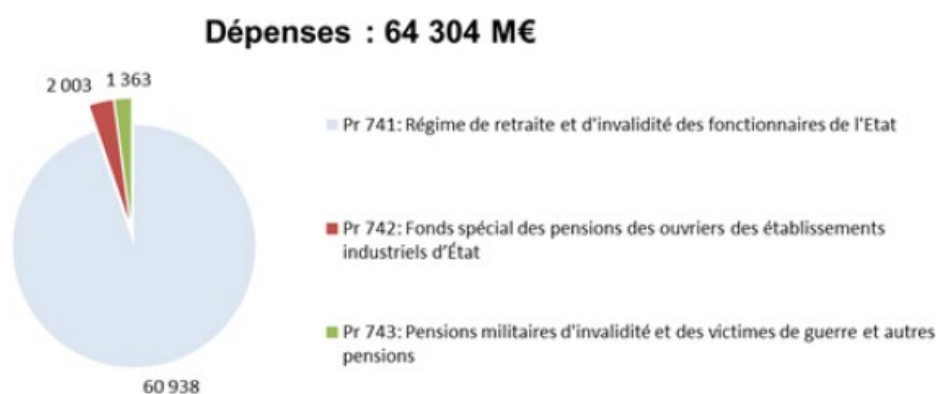 Dépenses : 64 304 M€
2 003
1 363
60 938
Pr 741: Régime de retraite et d'invalidité des fonctionnaires de l'Etat
Pr 742: Fonds spécial des pensions des ouvriers des établissements
industriels d'État
Pr 743: Pensions militaires d'invalidité et des victimes de guerre et autres
pensions